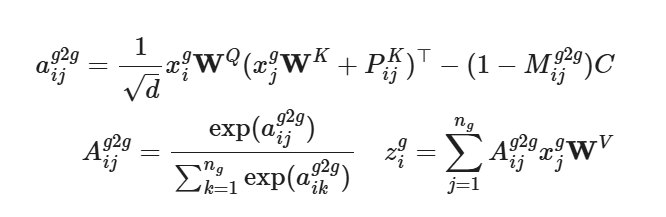 $a_{ij}^{g2g} = \frac{1}{\sqrt{d}} x_i^g \mathbf{W}^Q (x_j^g \mathbf{W}^K + P_{ij}^K)^\top - (1 - M_{ij}^{g2g})C$
$A_{ij}^{g2g} = \frac{\exp(a_{ij}^{g2g})}{\sum_{k=1}^{n_g} \exp(a_{ik}^{g2g})} \quad z_i^g = \sum_{j=1}^{n_g} A_{ij}^{g2g} x_j^g \mathbf{W}^V$